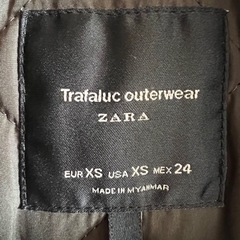 Trafaluc outerwear
ZARA
EUR XS USA XS MEX 24
MADE IN MYANMAR